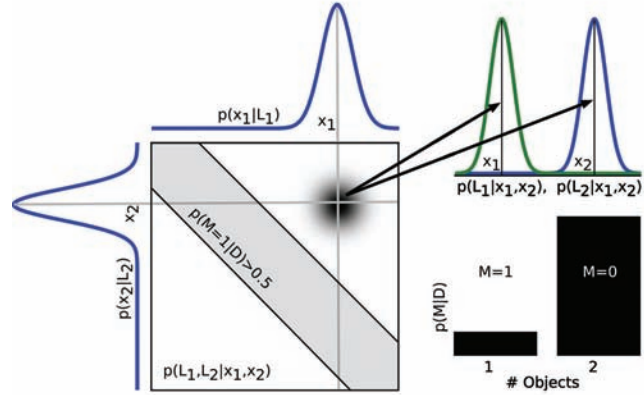 p(x₁|L₁)
x₁
x₂
p(x₂|L₂)
p(M=1|D)>0.5
p(L₁,L₂|x₁,x₂)
x₁
x₂
p(L₁|x₁,x₂), p(L₂|x₁,x₂)
p(M|D)
M=1 M=0
1 2
# Objects